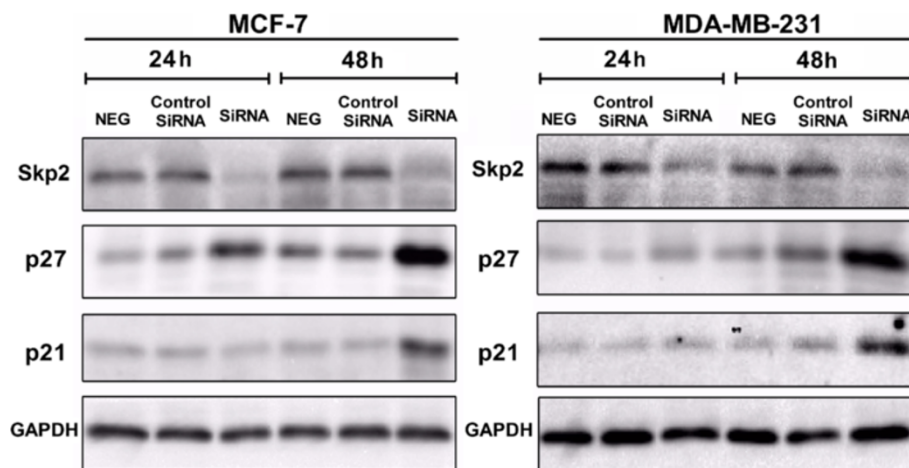 MCF-7
24h 48h
NEG Control SiRNA SiRNA NEG Control SiRNA SiRNA
Skp2
p27
p21
GAPDH
MDA-MB-231
24h 48h
NEG Control SiRNA SiRNA NEG Control SiRNA SiRNA
Skp2
p27
p21
GAPDH